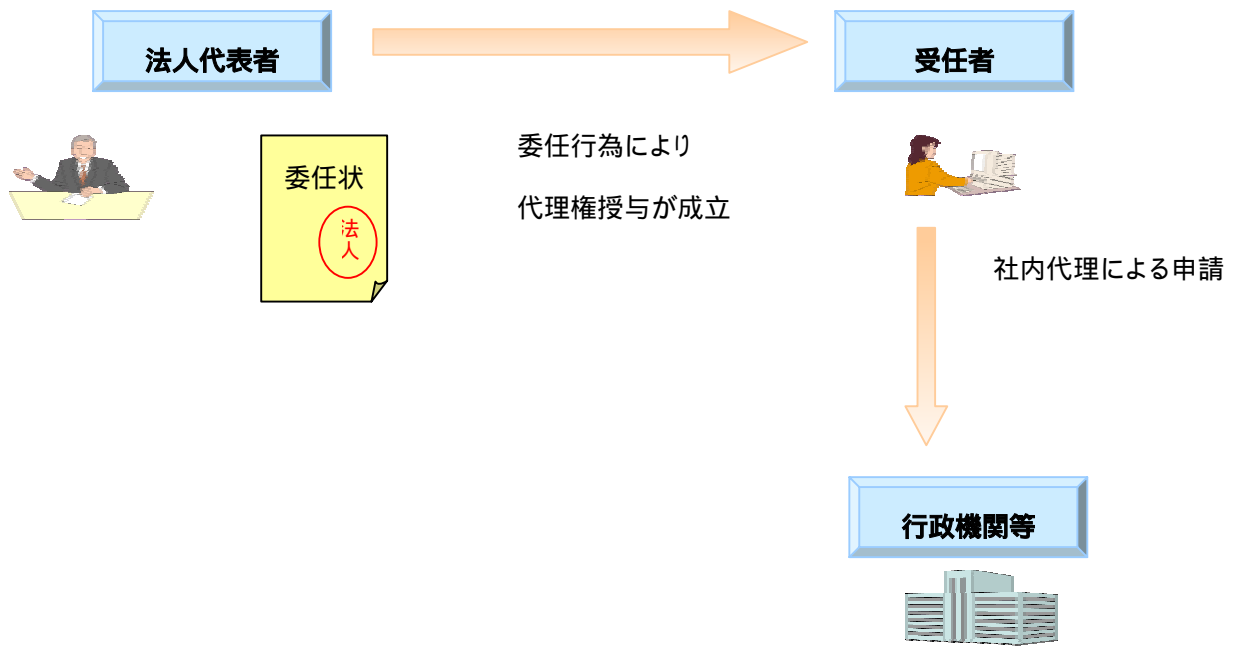 法人代表者
受任者
委任状
法人
委任行為により
代理権授与が成立
社内代理による申請
行政機関等